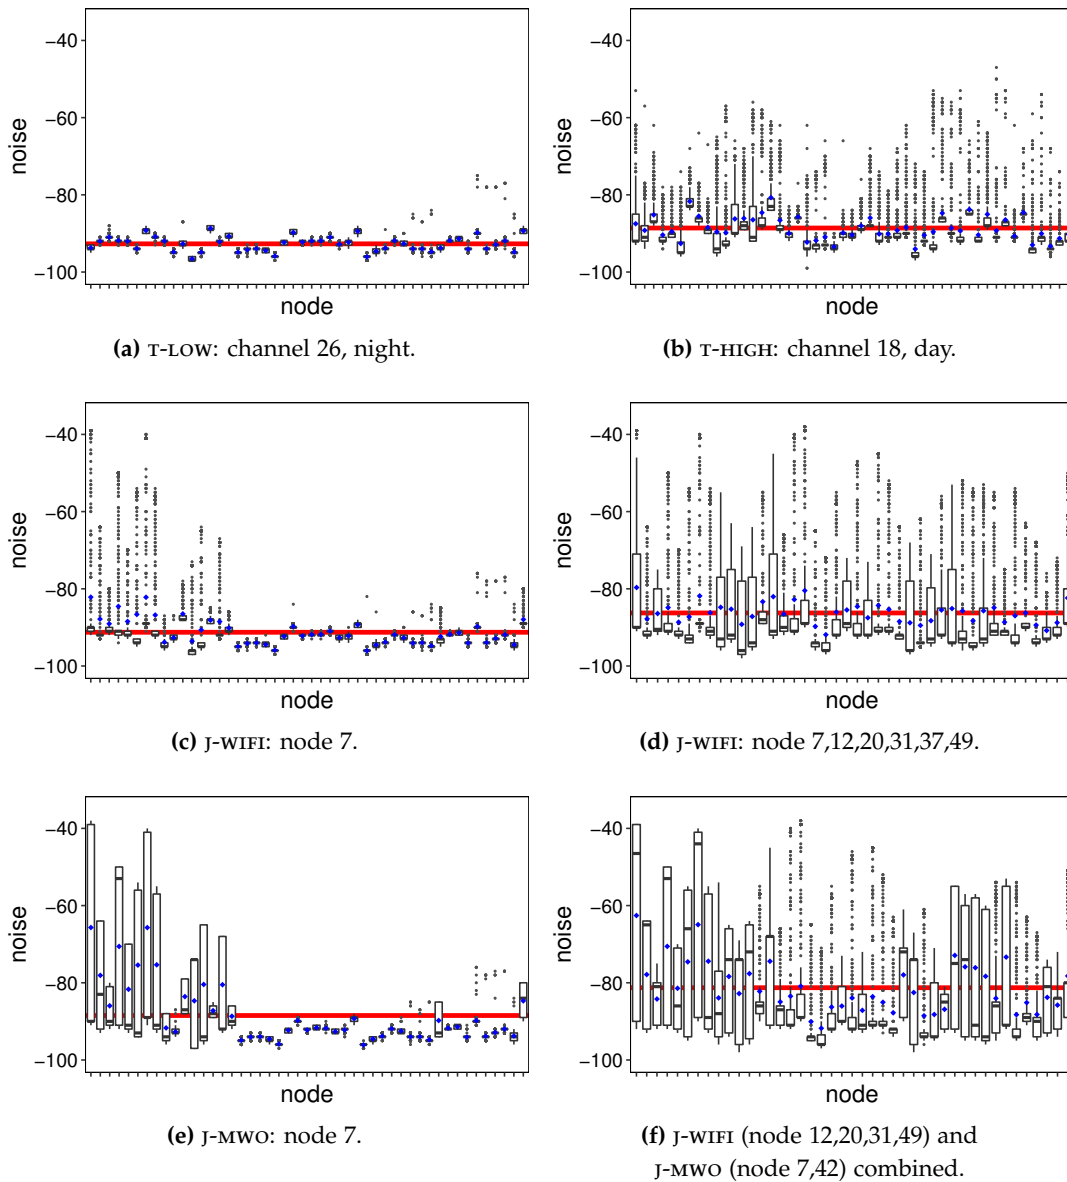 −40
−60
−80
−100
noise
node
(a) T-LOW: channel 26, night.
−40
−60
−80
−100
noise
node
(b) T-HIGH: channel 18, day.
−40
−60
−80
−100
noise
node
(c) J-WIFI: node 7.
−40
−60
−80
−100
noise
node
(d) J-WIFI: node 7,12,20,31,37,49.
−40
−60
−80
−100
noise
node
(e) J-MWO: node 7.
−40
−60
−80
−100
noise
node
(f) J-WIFI (node 12,20,31,49) and
J-MWO (node 7,42) combined.